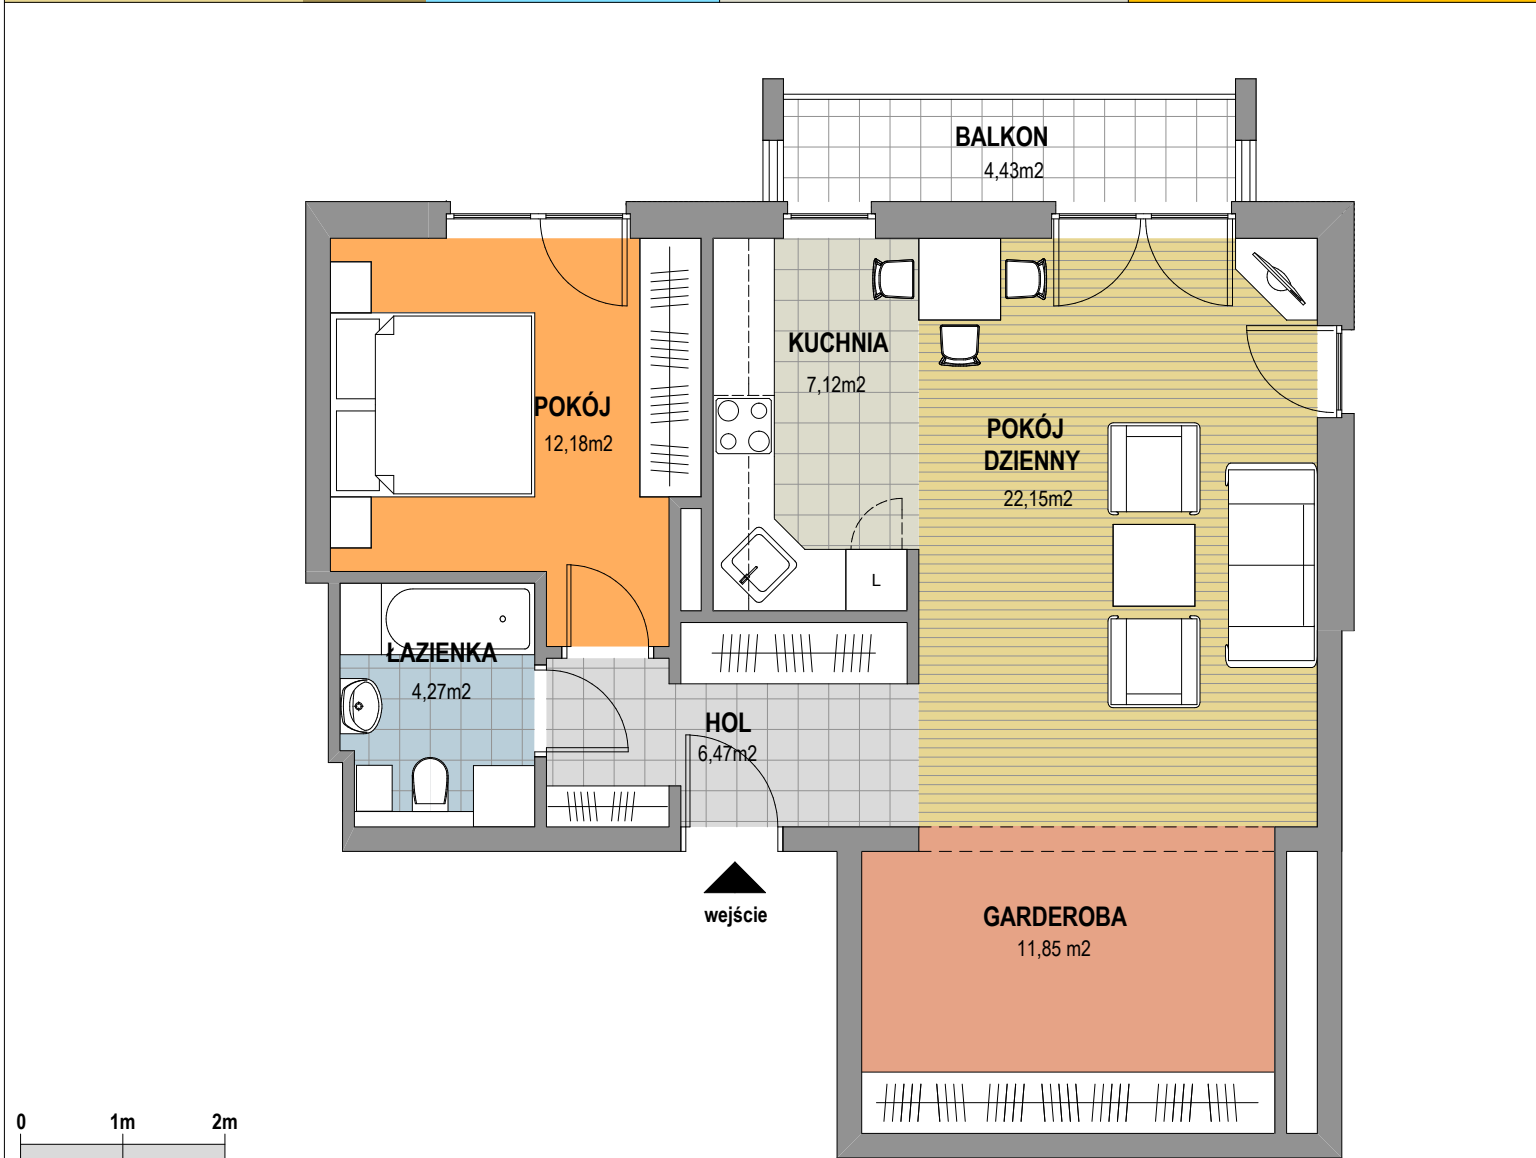 BALKON
4,43m2
KUCHNIA
7,12m2
POKÓJ
12,18m2
POKÓJ
DZIENNY
22,15m2
L
ŁAZIENKA
4,27m2
HOL
6,47m2
wejście
GARDEROBA
11,85 m2
0 1m 2m